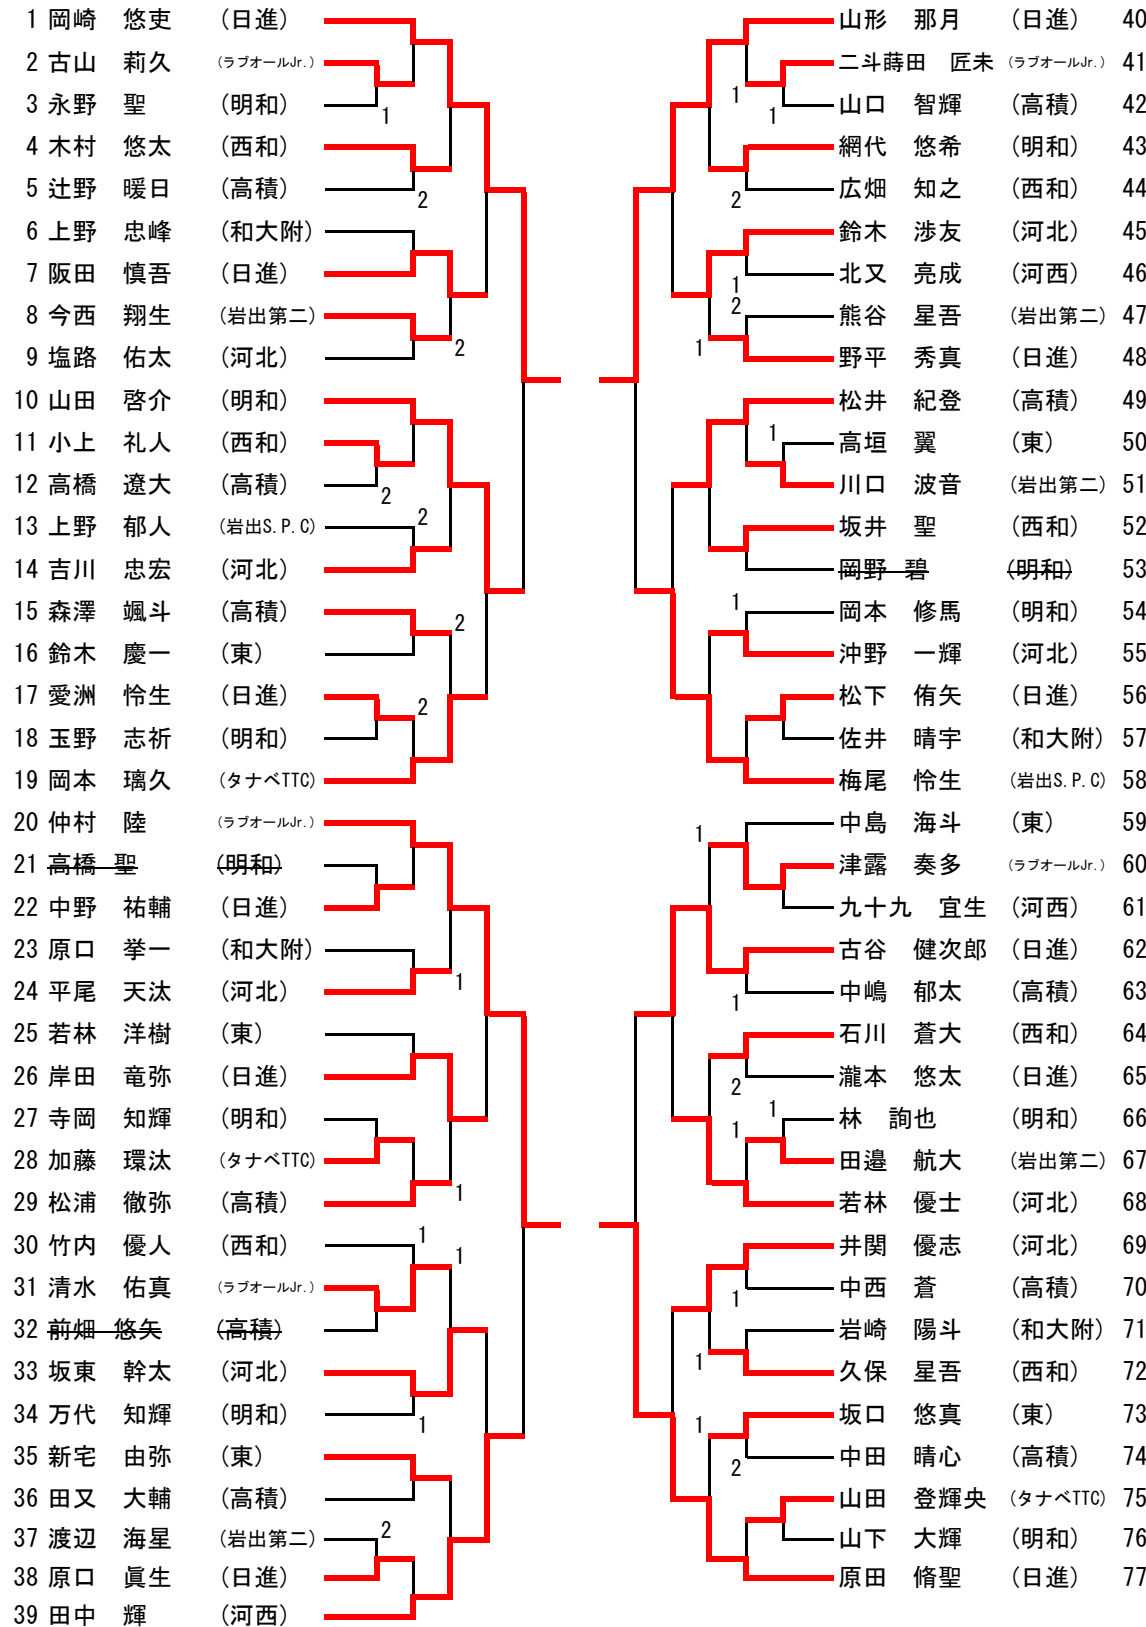 1 岡崎　悠吏 (日進)
2 古山　莉久 (ラブオールJr.)
3 永野　聖 (明和)
1
4 木村　悠太 (西和)
5 辻野　暖日 (高積)
2
6 上野　忠峰 (和大附)
7 阪田　慎吾 (日進)
8 今西　翔生 (岩出第二)
2
9 塩路　佑太 (河北)
10 山田　啓介 (明和)
11 小上　礼人 (西和)
12 高橋　遼大 (高積)
2
13 上野　郁人 (岩出S.P.C)
2
14 吉川　忠宏 (河北)
15 森澤　颯斗 (高積)
2
16 鈴木　慶一 (東)
17 愛洲　怜生 (日進)
2
18 玉野　志祈 (明和)
19 岡本　璃久 (タナベTTC)
20 仲村　陸 (ラブオールJr.)
21 高橋 聖 (明和)
22 中野　祐輔 (日進)
23 原口　挙一 (和大附)
24 平尾　天汰 (河北)
1
25 若林　洋樹 (東)
26 岸田　竜弥 (日進)
27 寺岡　知輝 (明和)
28 加藤　環汰 (タナベTTC)
1
29 松浦　徹弥 (高積)
30 竹内　優人 (西和)
1
1
31 清水　佑真 (ラブオールJr.)
32 前畑 悠矢 (高積)
33 坂東　幹太 (河北)
34 万代　知輝 (明和)
1
35 新宅　由弥 (東)
36 田又　大輔 (高積)
37 渡辺　海星 (岩出第二)
2
38 原口　眞生 (日進)
39 田中　輝 (河西)
山形　那月 (日進) 40
二斗蒔田　匠未 (ラブオールJr.) 41
1
山口　智輝 (高積) 42
1
網代　悠希 (明和) 43
広畑　知之 (西和) 44
2
鈴木　渉友 (河北) 45
北又　亮成 (河西) 46
1
2
熊谷　星吾 (岩出第二) 47
1
野平　秀真 (日進) 48
松井　紀登 (高積) 49
1
高垣　翼 (東) 50
川口　波音 (岩出第二) 51
坂井　聖 (西和) 52
岡野 碧 (明和) 53
1
岡本　修馬 (明和) 54
沖野　一輝 (河北) 55
松下　侑矢 (日進) 56
佐井　晴宇 (和大附) 57
梅尾　怜生 (岩出S.P.C) 58
1
中島　海斗 (東) 59
津露　奏多 (ラブオールJr.) 60
九十九　宜生 (河西) 61
古谷　健次郎 (日進) 62
中嶋　郁太 (高積) 63
1
石川　蒼大 (西和) 64
瀧本　悠太 (日進) 65
2
1
林　詢也 (明和) 66
1
田邉　航大 (岩出第二) 67
若林　優士 (河北) 68
井関　優志 (河北) 69
中西　蒼 (高積) 70
1
岩崎　陽斗 (和大附) 71
1
久保　星吾 (西和) 72
坂口　悠真 (東) 73
1
中田　晴心 (高積) 74
2
山田　登輝央 (タナベTTC) 75
山下　大輝 (明和) 76
原田　脩聖 (日進) 77